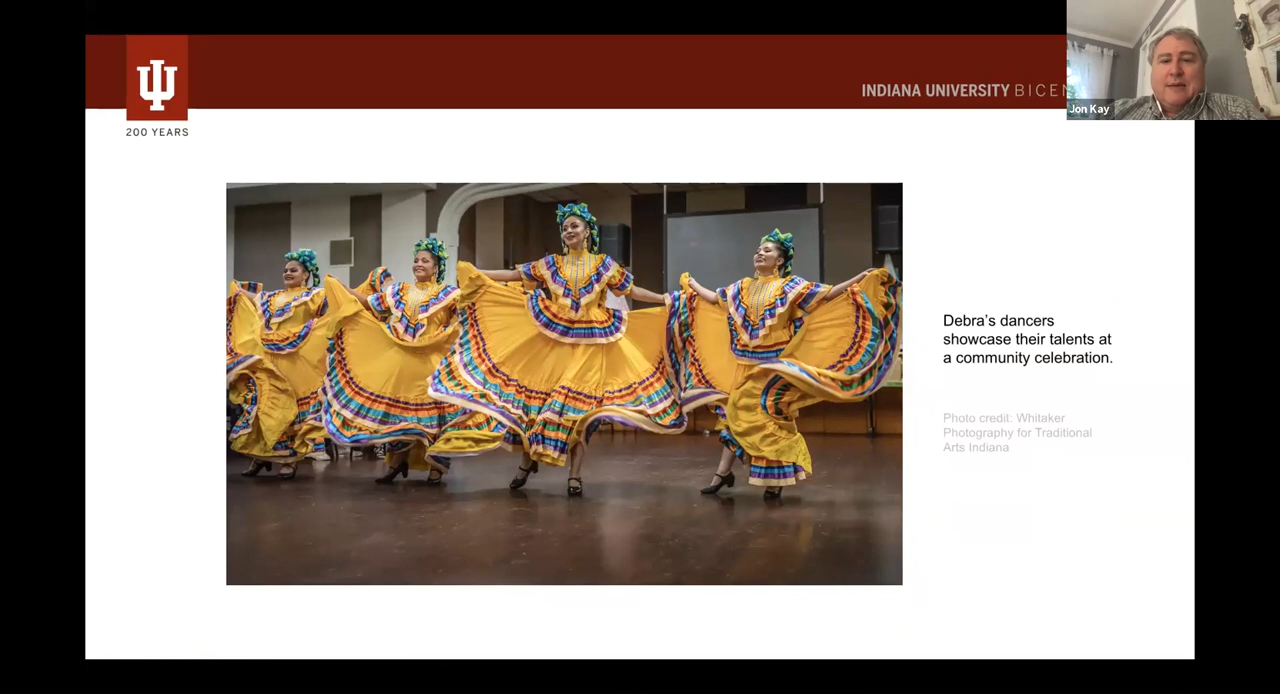 INDIANA UNIVERSITY BICEN
Jon Kay
200 YEARS
Debra's dancers
showcase their talents at
a community celebration.
Photo credit: Whitaker
Photography for Traditional
Arts Indiana